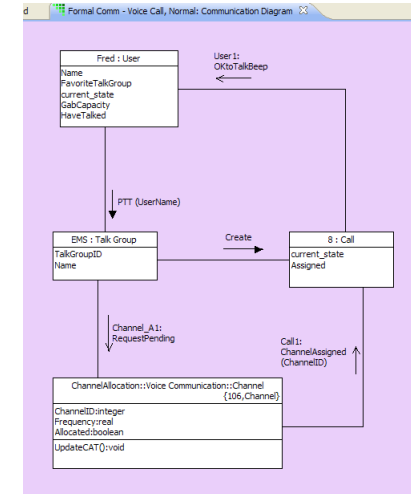 d
Formal Comm - Voice Call, Normal: Communication Diagram
Fred : User
Name
FavoriteTalkGroup
current_state
GabCapacity
HaveTalked
User1:
OKtoTalkBeep
PTT (UserName)
EMS : Talk Group
TalkGroupID
Name
Create
8 : Call
current_state
Assigned
Channel_A1:
RequestPending
Call1:
ChannelAssigned
(ChannelID)
ChannelAllocation::Voice Communication::Channel
{106,Channel}
ChannelID:integer
Frequency:real
Allocated:boolean
UpdateCAT():void